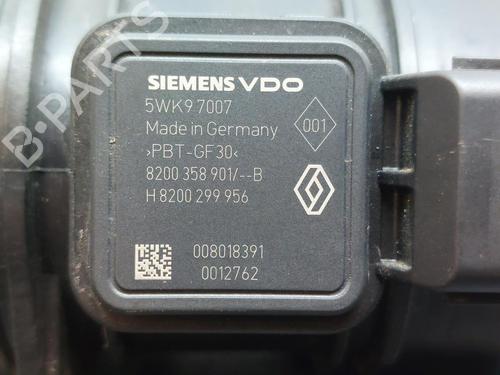 SIEMENS VDO
5WK9 7007
Made in Germany
001
›PBT-GF30‹
8200 358 901/--B
H 8200 299 956
008018391
0012762
B-PARTS